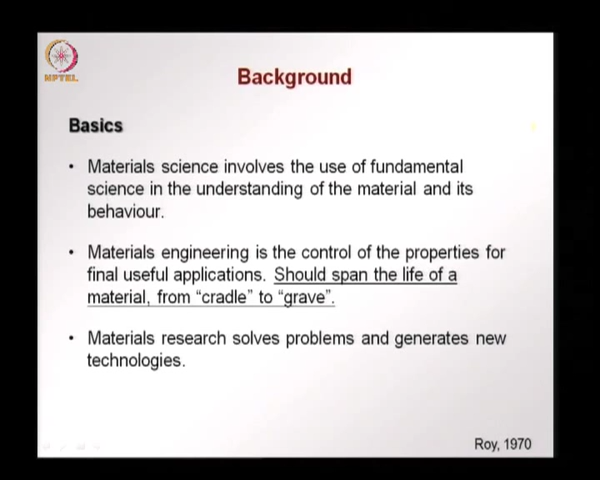 NPTEL
Background
Basics
• Materials science involves the use of fundamental
science in the understanding of the material and its
behaviour.
• Materials engineering is the control of the properties for
final useful applications. Should span the life of a
material, from “cradle” to “grave”.
• Materials research solves problems and generates new
technologies.
Roy, 1970